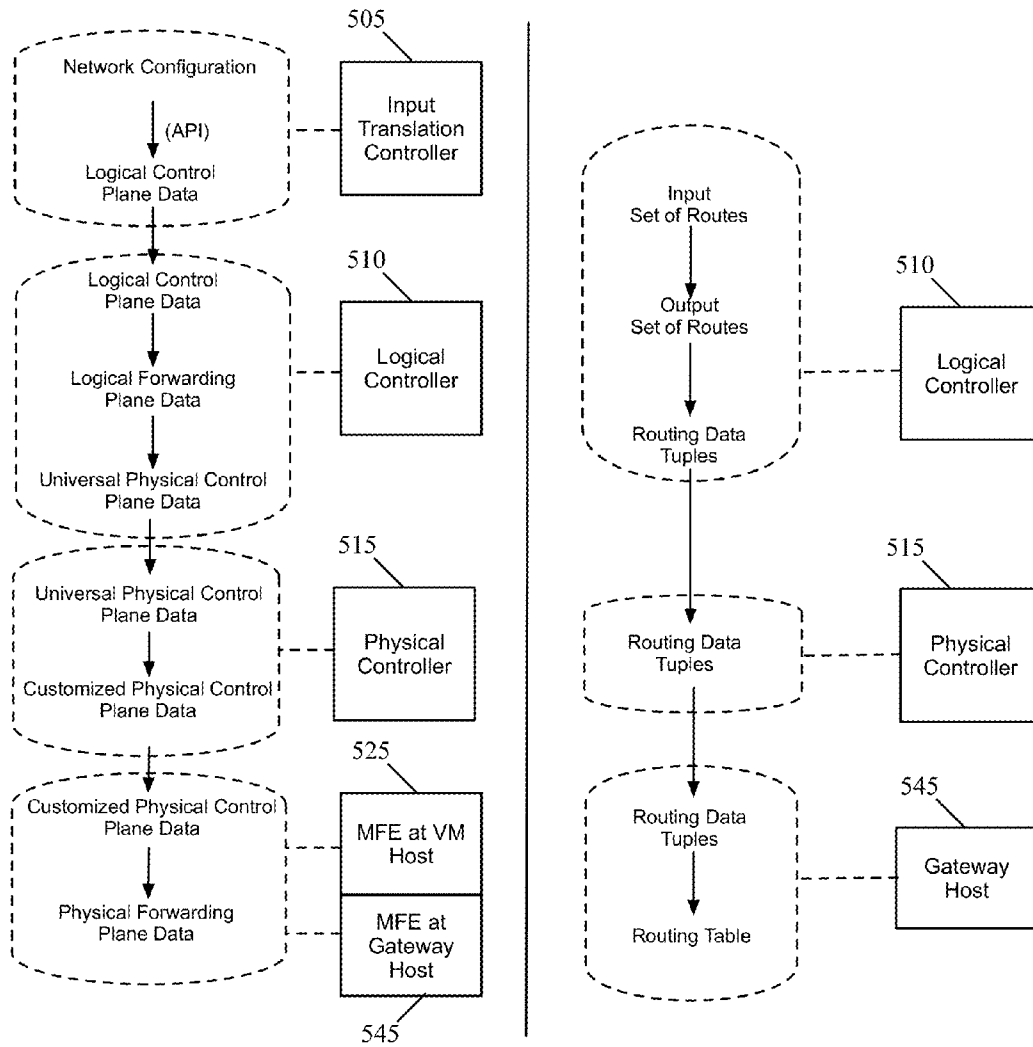 505
Network Configuration
(API)
Logical Control
Plane Data
Input
Translation
Controller
Logical Control
Plane Data
Logical Forwarding
Plane Data
Universal Physical Control
Plane Data
510
Logical
Controller
Universal Physical Control
Plane Data
Customized Physical Control
Plane Data
515
Physical
Controller
Customized Physical Control
Plane Data
Physical Forwarding
Plane Data
525
MFE at VM
Host
MFE at
Gateway
Host
545
Input
Set of Routes
Output
Set of Routes
Routing Data
Tuples
510
Logical
Controller
Routing Data
Tuples
515
Physical
Controller
Routing Data
Tuples
Routing Table
545
Gateway
Host